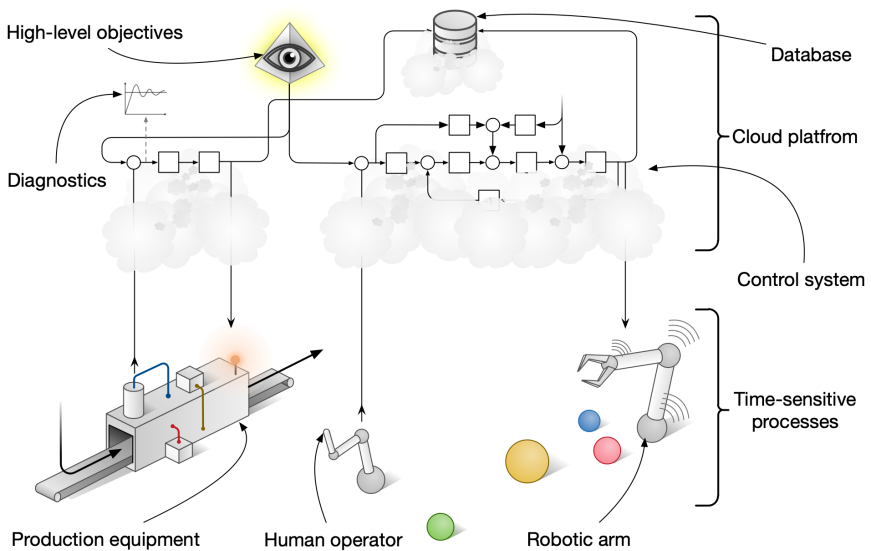 High-level objectives
Database
Cloud platfrom
Diagnostics
Control system
Time-sensitive
processes
Production equipment
Human operator
Robotic arm